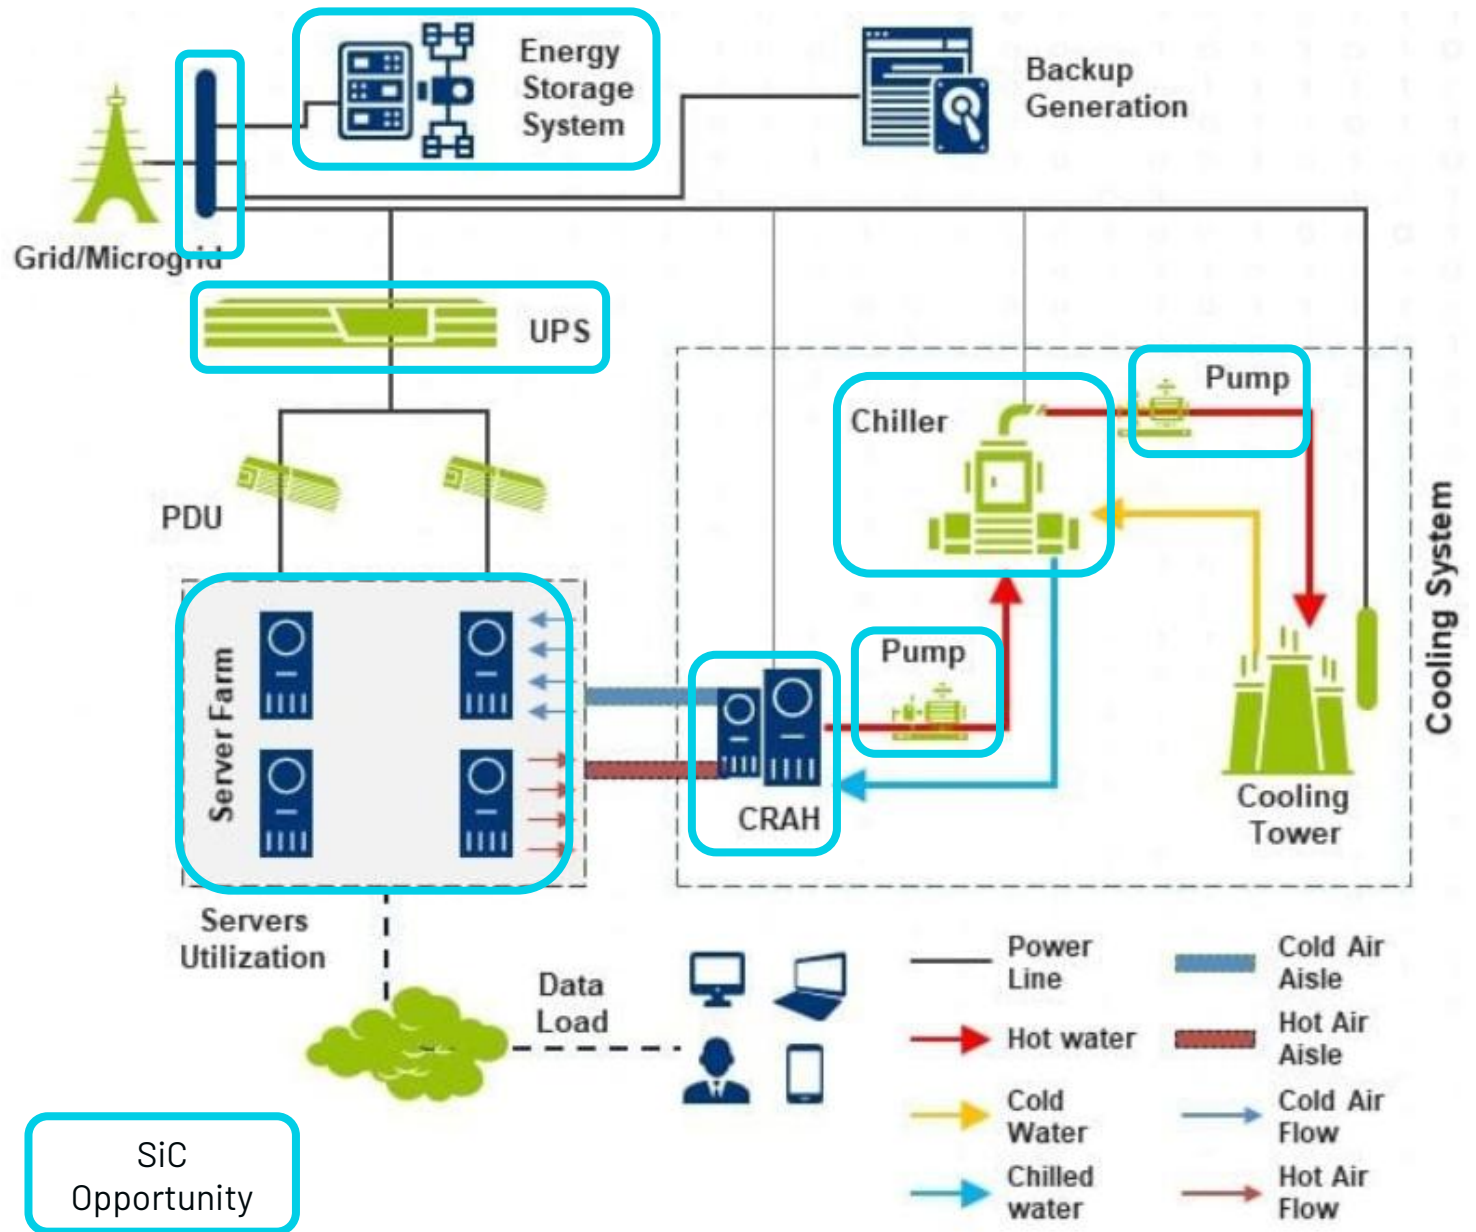 Energy
Storage
System
Backup
Generation
Grid/Microgrid
UPS
Pump
Chiller
PDU
Cooling System
Pump
Server Farm
CRAH
Cooling
Tower
Servers
Utilization
Data
Load
Power
Line
Cold Air
Aisle
Hot water
Hot Air
Aisle
Cold
Water
Cold Air
Flow
Chilled
water
Hot Air
Flow
SiC
Opportunity